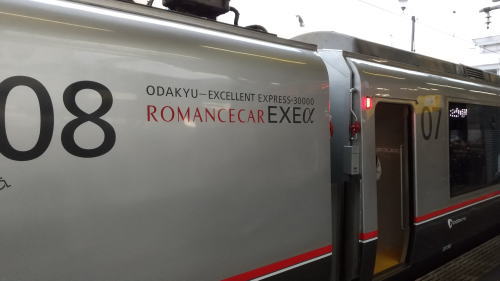 08
ODAKYU-EXCELLENT EXPRESS-30000
ROMANCECAR EXEα
07